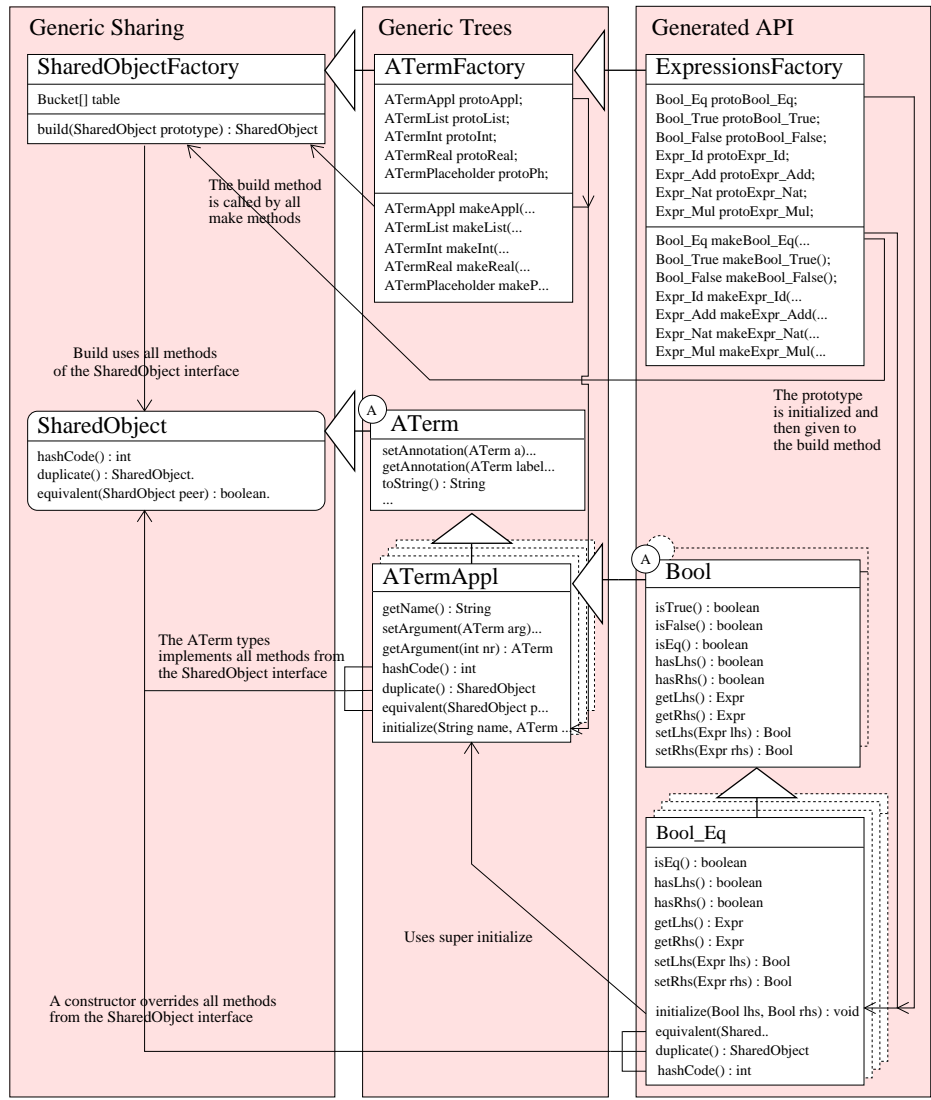 Generic Sharing
SharedObjectFactory
Bucket[] table
build(SharedObject prototype) : SharedObject
The build method
is called by all
make methods
Build uses all methods
of the SharedObject interface
SharedObject
hashCode() : int
duplicate() : SharedObject.
equivalent(ShardObject peer) : boolean.
The ATerm types
implements all methods from
the SharedObject interface
A constructor overrides all methods
from the SharedObject interface
Generic Trees
ATermFactory
ATermAppl protoAppl;
ATermList protoList;
ATermInt protoInt;
ATermReal protoReal;
ATermPlaceholder protoPh;
ATermAppl makeAppl(...
ATermList makeList(...
ATermInt makeInt(...
ATermReal makeReal(...
ATermPlaceholder makeP...
A
ATerm
setAnnotation(ATerm a)...
getAnnotation(ATerm label...
toString() : String
...
ATermAppl
getName() : String
setArgument(ATerm arg)...
getArgument(int nr) : ATerm
hashCode() : int
duplicate() : SharedObject
equivalent(SharedObject p...
initialize(String name, ATerm ...
Uses super initialize
Generated API
ExpressionsFactory
Bool_Eq protoBool_Eq;
Bool_True protoBool_True;
Bool_False protoBool_False;
Expr_Id protoExpr_Id;
Expr_Add protoExpr_Add;
Expr_Nat protoExpr_Nat;
Expr_Mul protoExpr_Mul;
Bool_Eq makeBool_Eq(...
Bool_True makeBool_True();
Bool_False makeBool_False();
Expr_Id makeExpr_Id(...
Expr_Add makeExpr_Add(...
Expr_Nat makeExpr_Nat(...
Expr_Mul makeExpr_Mul(...
The prototype
is initialized and
then given to
the build method
A
Bool
isTrue() : boolean
isFalse() : boolean
isEq() : boolean
hasLhs() : boolean
hasRhs() : boolean
getLhs() : Expr
getRhs() : Expr
setLhs(Expr lhs) : Bool
setRhs(Expr rhs) : Bool
Bool_Eq
isEq() : boolean
hasLhs() : boolean
hasRhs() : boolean
getLhs() : Expr
getRhs() : Expr
setLhs(Expr lhs) : Bool
setRhs(Expr rhs) : Bool
initialize(Bool lhs, Bool rhs) : void
equivalent(Shared..
duplicate() : SharedObject
hashCode() : int